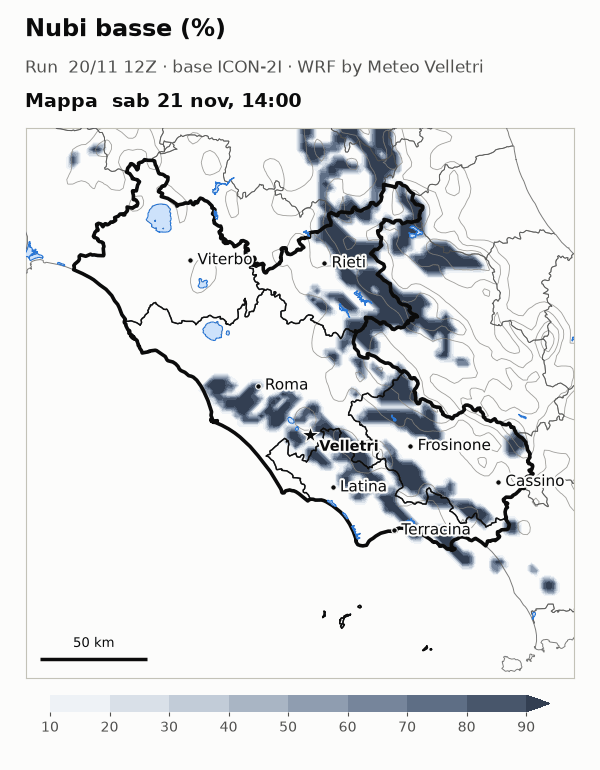 Nubi basse (%)
Run  20/11 12Z · base ICON-2I · WRF by Meteo Velletri
Mappa  sab 21 nov, 14:00
Viterbo
Rieti
Roma
Velletri
Frosinone
Cassino
Latina
Terracina
50 km
10 20 30 40 50 60 70 80 90